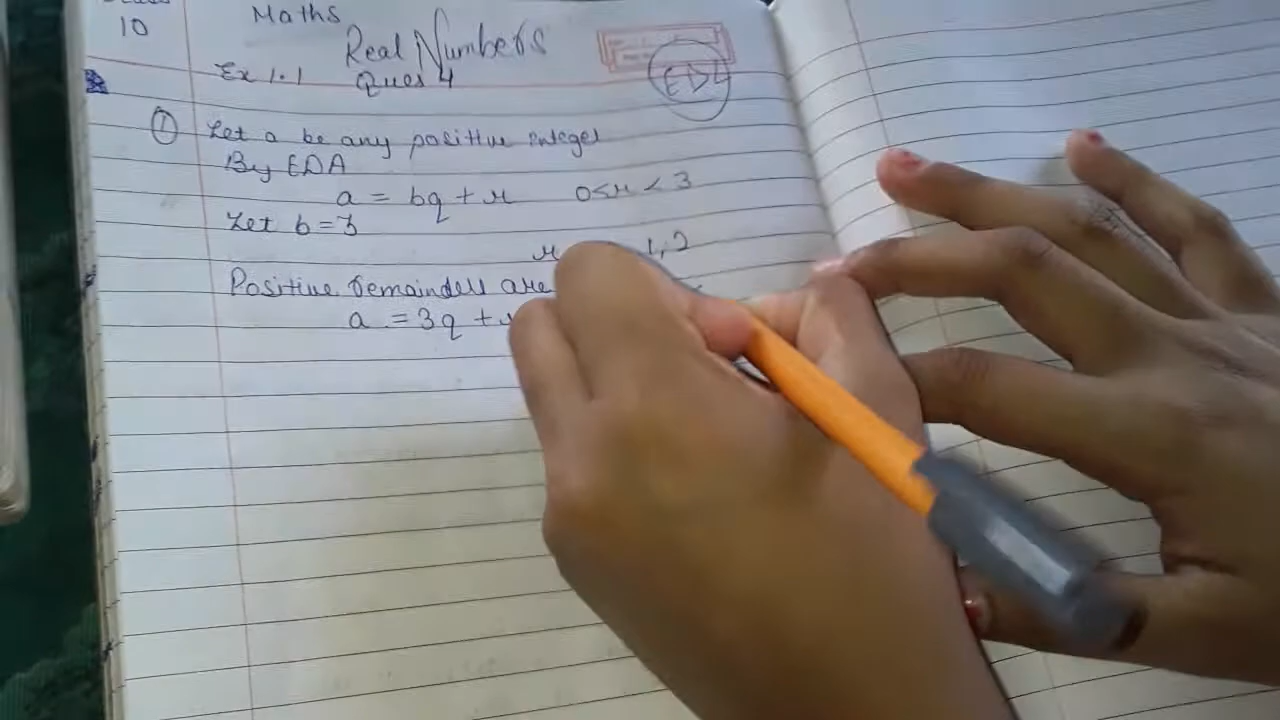 10
Maths
Real Numbers
Ex 1.1 Ques 4
EDL
① Let a be any positive integer
By EDA
a = bq + r 0<r<3
Let b=3
r 1,2
Positive remainders are
a = 3q + r